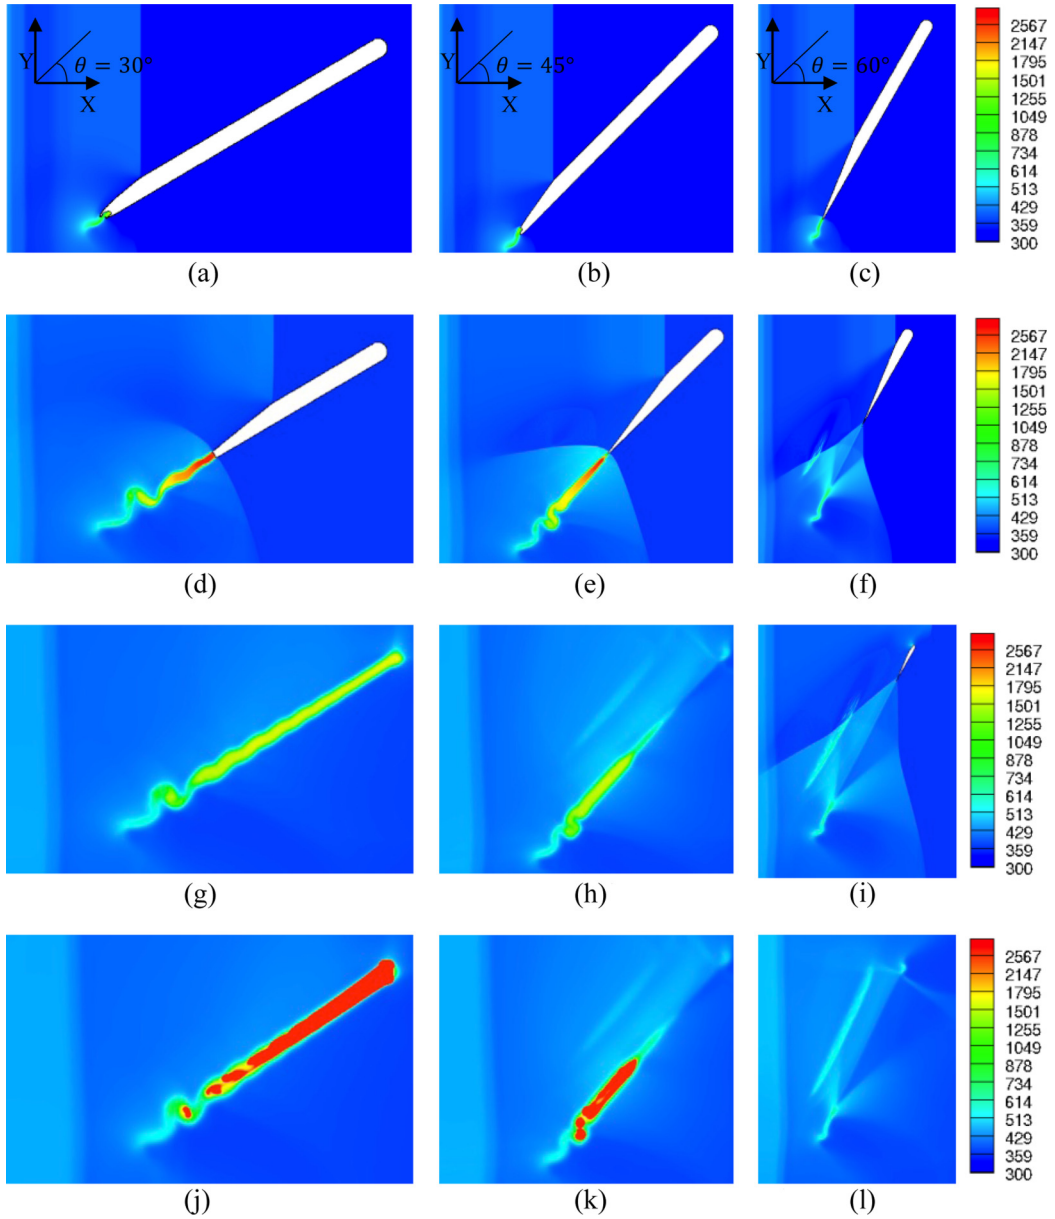 Y
θ = 30°
X
Y
θ = 45°
X
Y
θ = 60°
X
2567
2147
1795
1501
1255
1049
878
734
614
513
429
359
300
(a)
(b)
(c)
2567
2147
1795
1501
1255
1049
878
734
614
513
429
359
300
(d)
(e)
(f)
2567
2147
1795
1501
1255
1049
878
734
614
513
429
359
300
(g)
(h)
(i)
2567
2147
1795
1501
1255
1049
878
734
614
513
429
359
300
(j)
(k)
(l)